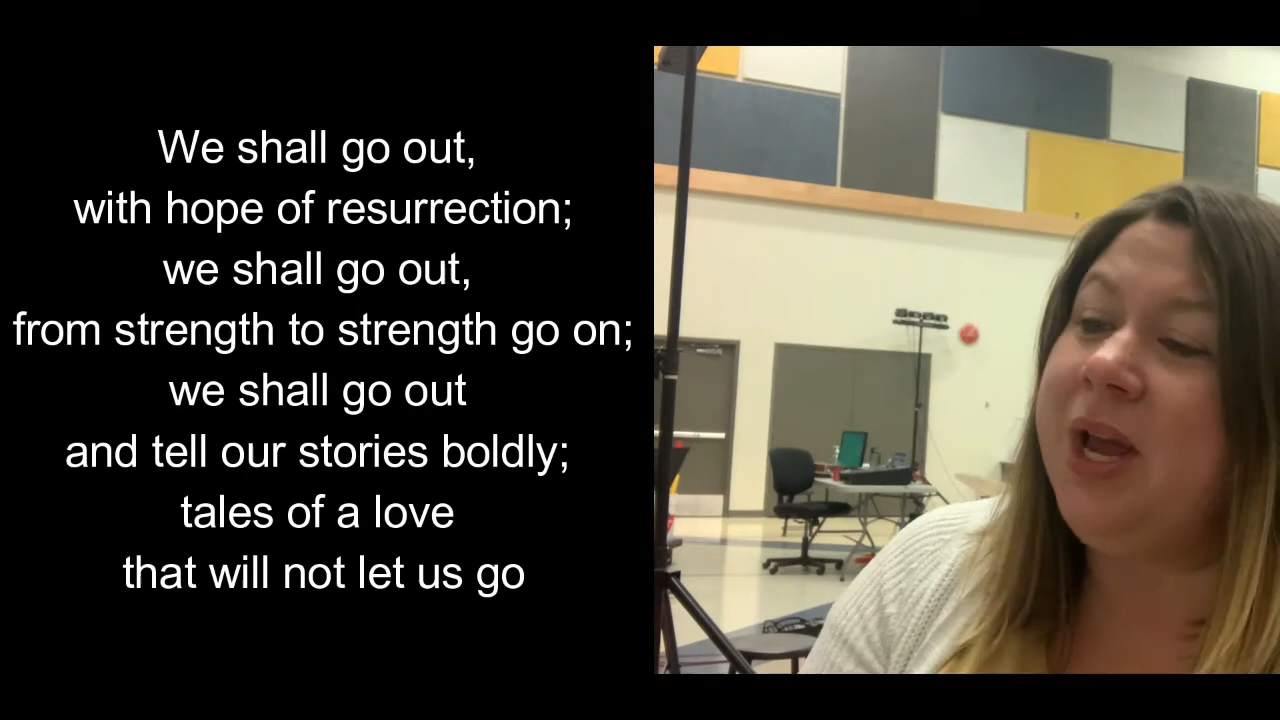 We shall go out,
with hope of resurrection;
we shall go out,
from strength to strength go on;
we shall go out
and tell our stories boldly;
tales of a love
that will not let us go